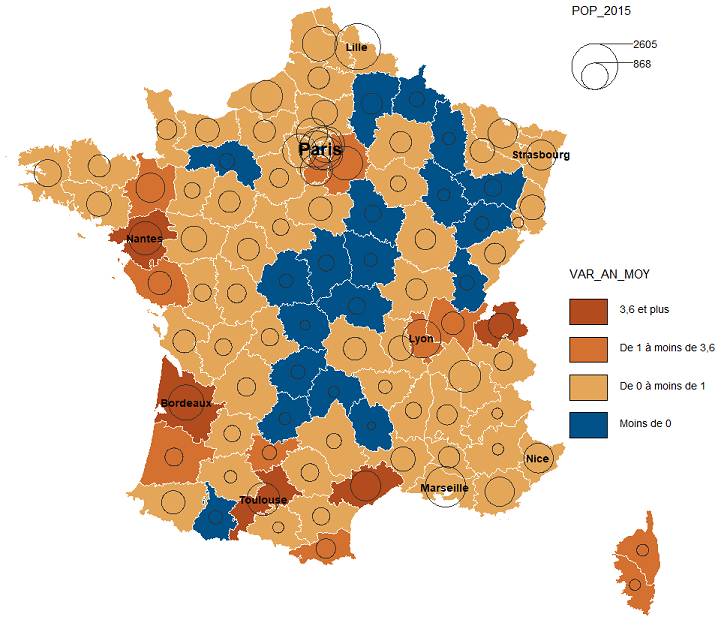 POP_2015
2605
868
Lille
Paris
Strasbourg
Nantes
VAR_AN_MOY
3,6 et plus
De 1 à moins de 3,6
De 0 à moins de 1
Moins de 0
Lyon
Bordeaux
Nice
Toulouse
Marseille